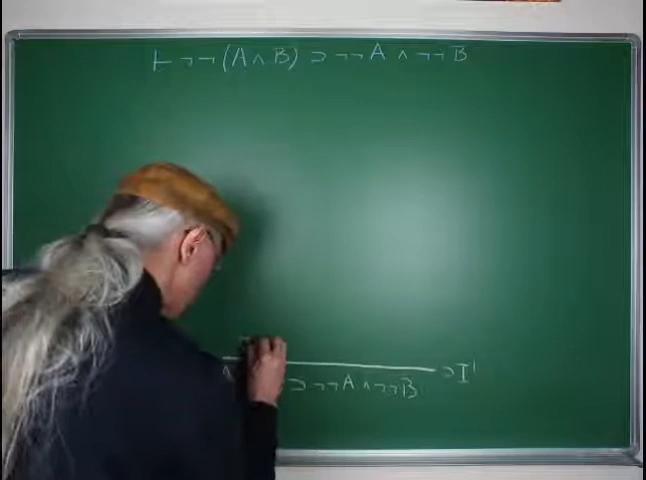 ⊢ ¬¬(A∧B) ⊃ ¬¬A ∧ ¬¬B
⊃I¹
∧ ⊃ ¬¬A ∧ ¬¬B